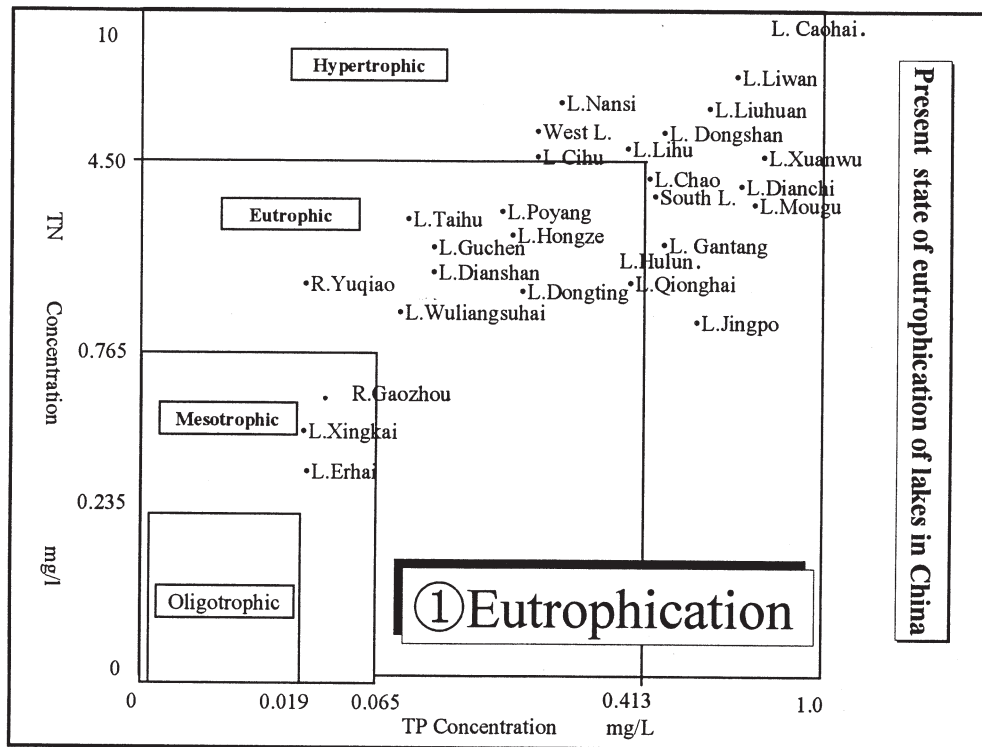 10
L. Caohai.
Hypertrophic
•L.Liwan
•L.Nansi
•L.Liuhuan
•West L.
•L. Dongshan
•L.Lihu
•L Cihu
•L.Xuanwu
4.50
•L.Chao
•L.Dianchi
•South L.
•L.Mougu
Eutrophic
•L.Taihu
•L.Poyang
•L.Hongze
•L.Guchen
•L. Gantang
L.Hulun.
•L.Dianshan
•R.Yuqiao
•L.Dongting
•L.Qionghai
•L.Wuliangsuhai
•L.Jingpo
0.765
R.Gaozhou
Mesotrophic
•L.Xingkai
•L.Erhai
0.235
Oligotrophic
①Eutrophication
0
0
0.019
0.065
0.413
1.0
TP Concentration mg/L
TN Concentration mg/l
Present state of eutrophication of lakes in China